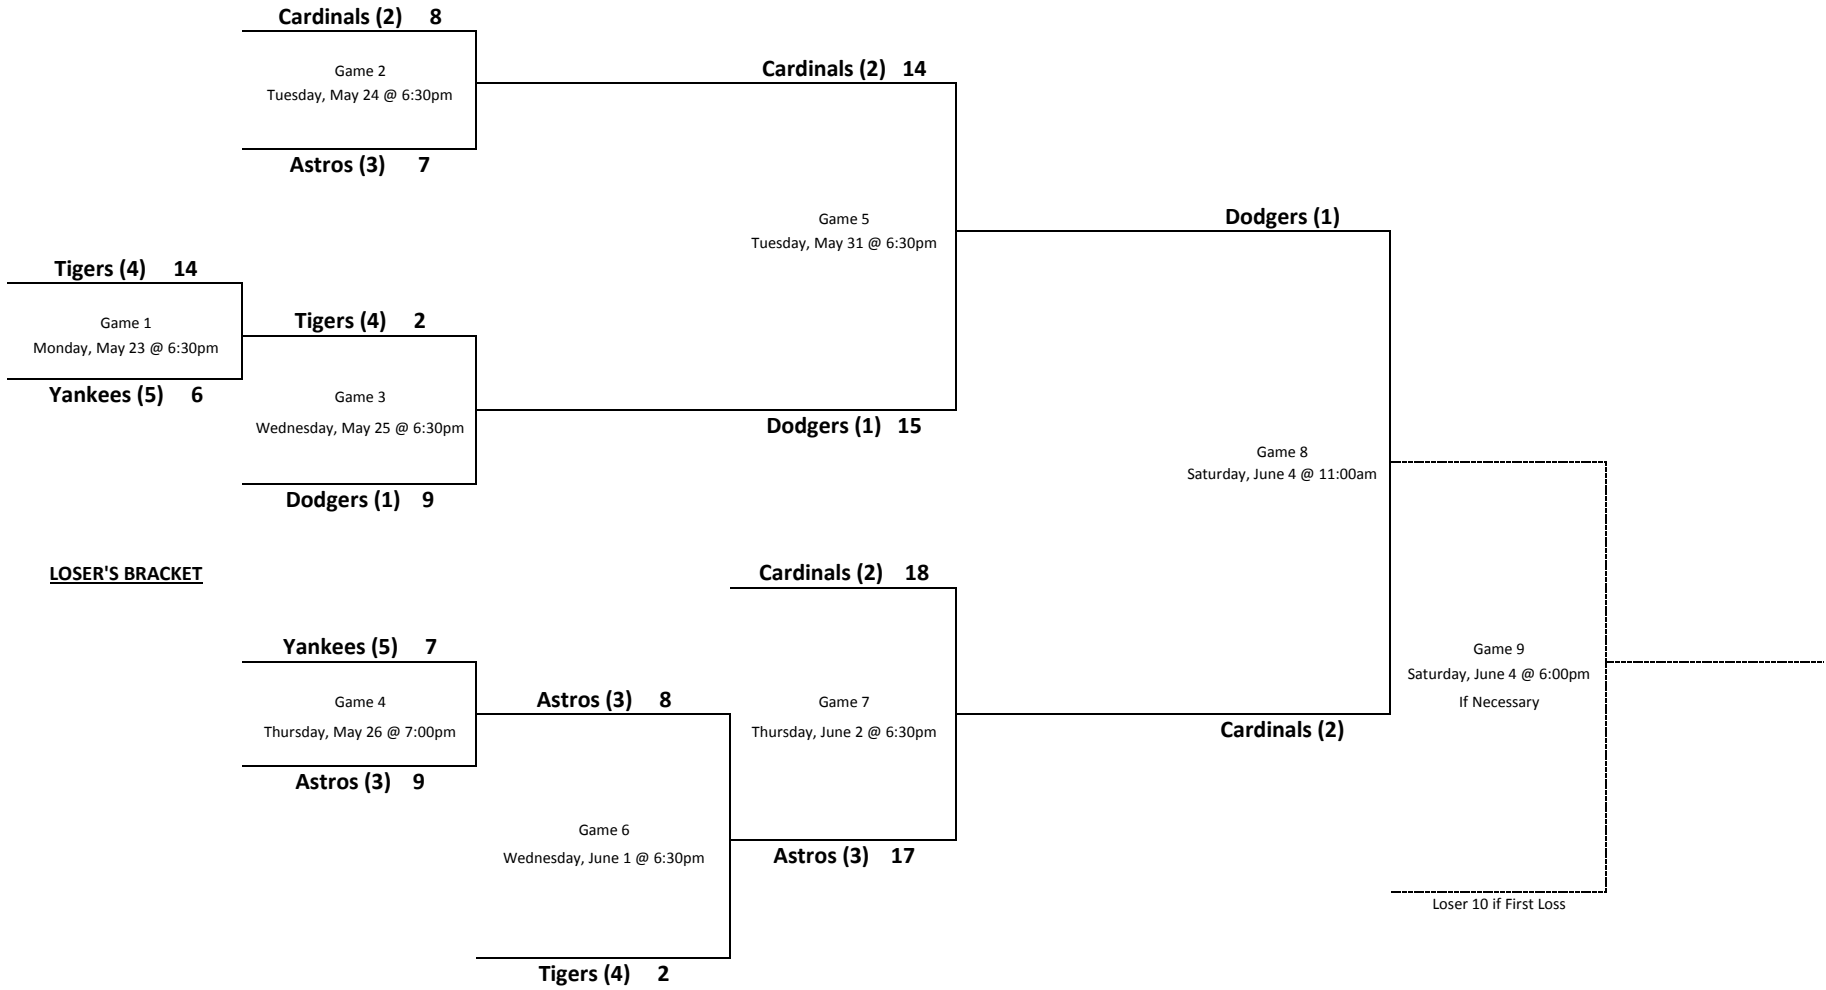 Cardinals (2) 8
Game 2
Tuesday, May 24 @ 6:30pm
Astros (3) 7
Cardinals (2) 14
Game 5
Tuesday, May 31 @ 6:30pm
Dodgers (1) 15
Tigers (4) 14
Game 1
Monday, May 23 @ 6:30pm
Yankees (5) 6
Tigers (4) 2
Game 3
Wednesday, May 25 @ 6:30pm
Dodgers (1) 9
Dodgers (1)
Game 8
Saturday, June 4 @ 11:00am
Cardinals (2)
LOSER'S BRACKET
Yankees (5) 7
Game 4
Thursday, May 26 @ 7:00pm
Astros (3) 9
Astros (3) 8
Game 6
Wednesday, June 1 @ 6:30pm
Tigers (4) 2
Cardinals (2) 18
Game 7
Thursday, June 2 @ 6:30pm
Astros (3) 17
Game 9
Saturday, June 4 @ 6:00pm
If Necessary
Loser 10 if First Loss